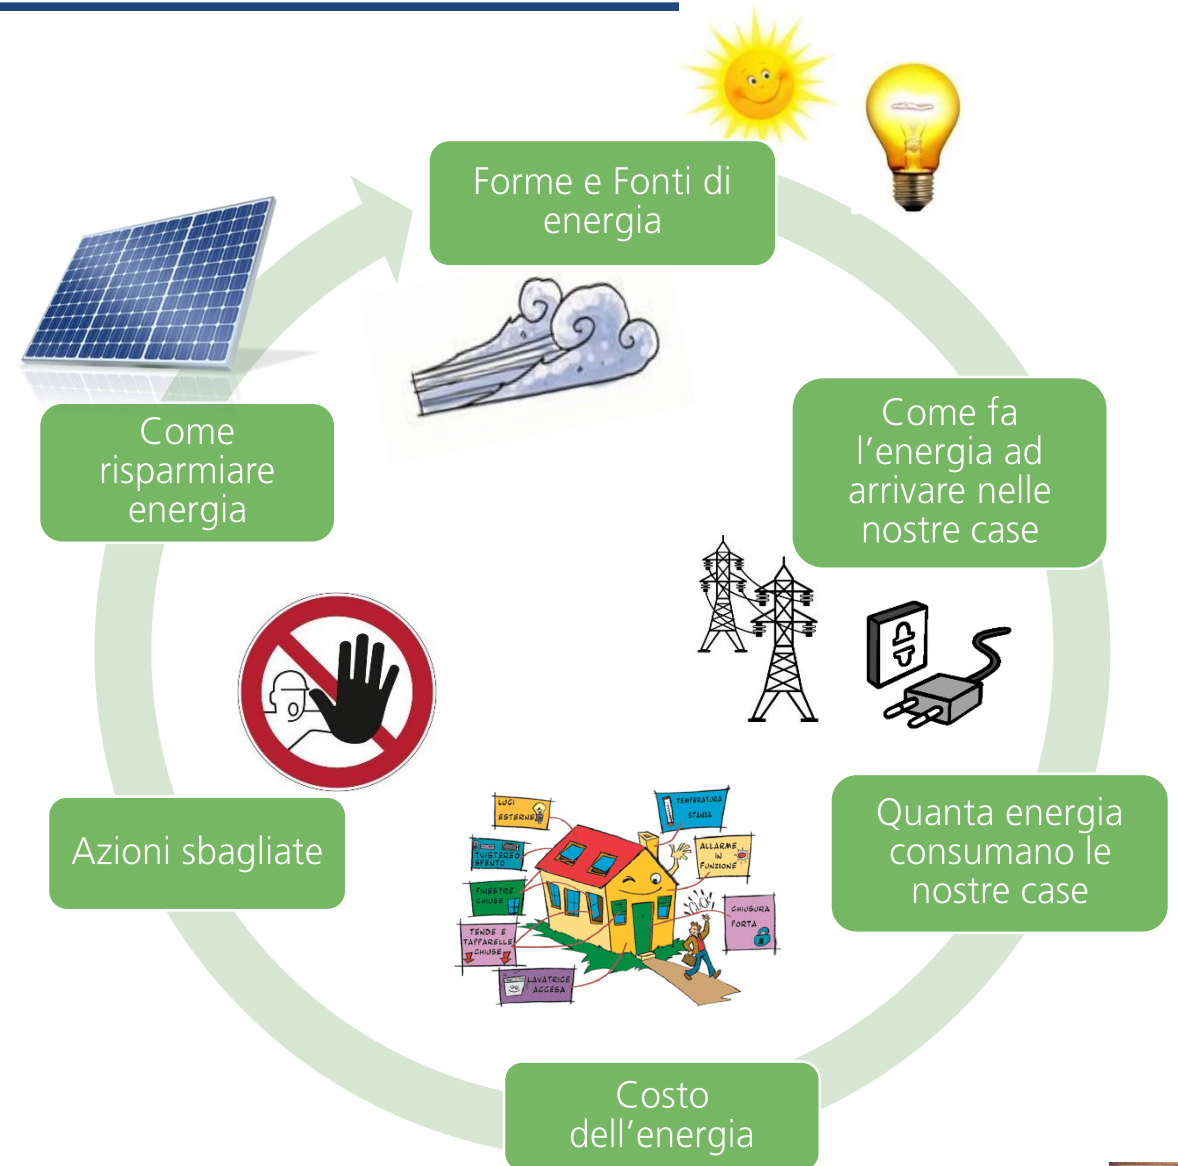 Forme e Fonti di
energia
Come fa
l’energia ad
arrivare nelle
nostre case
Quanta energia
consumano le
nostre case
Costo
dell’energia
Azioni sbagliate
Come
risparmiare
energia
LUCI
ESTERNE
TV/STEREO
SPENTO
FINESTRE
CHIUSE
TENDE E
TAPPARELLE
CHIUSE
LAVATRICE
ACCESA
TEMPERATURA
STANZA
ALLARME
IN
FUNZIONE
CLICK
CHIUSURA
PORTA